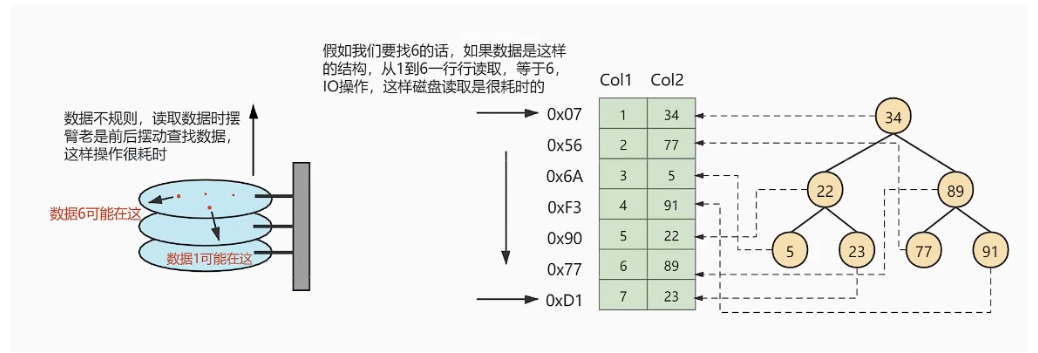 假如我们要找6的话，如果数据是这样
的结构，从1到6一行行读取，等于6，
IO操作，这样磁盘读取是很耗时的
数据不规则，读取数据时摆
臂老是前后摆动查找数据，
这样操作很耗时
数据6可能在这
数据1可能在这
Col1 Col2
0x07 1 34
0x56 2 77
0x6A 3 5
0xF3 4 91
0x90 5 22
0x77 6 89
0xD1 7 23
34
22 89
5 23 77 91